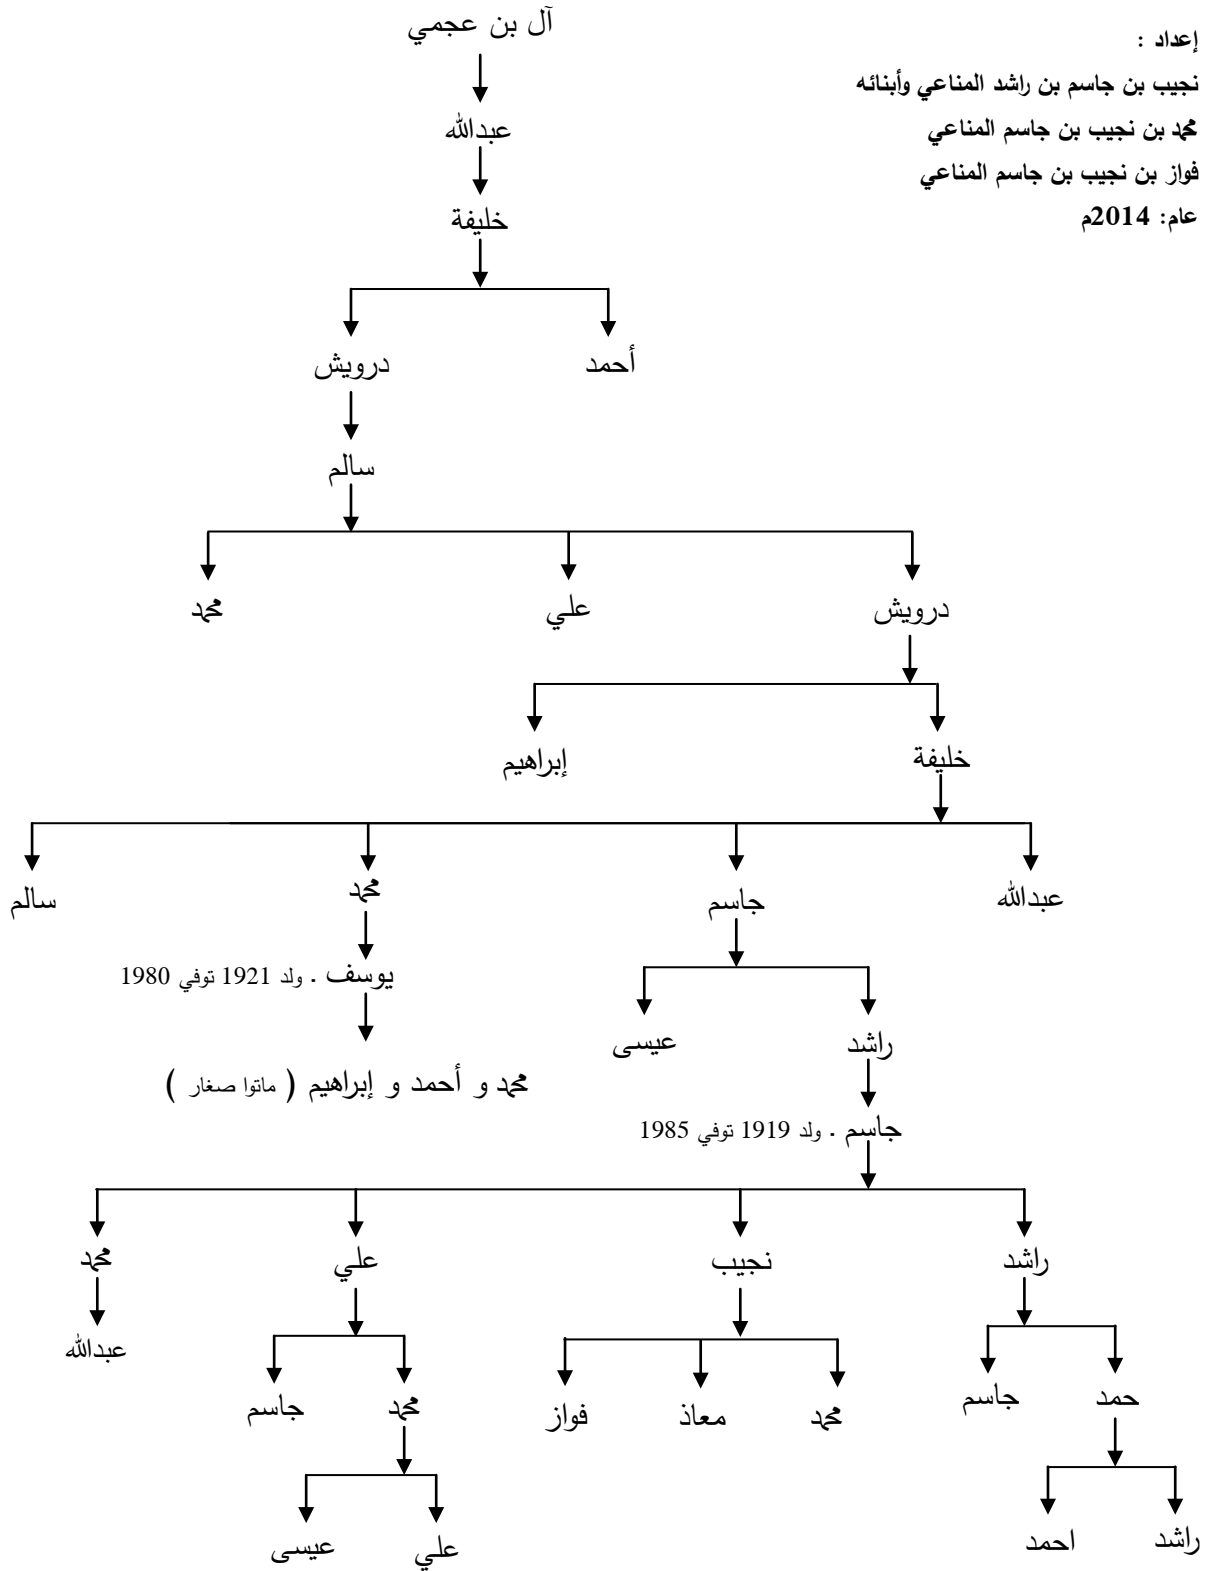 إعداد :
نجيب بن جاسم بن راشد المناعي وأبنائه
محمد بن نجيب بن جاسم المناعي
فواز بن نجيب بن جاسم المناعي
عام: 2014م
آل بن عجمي
عبدالله
خليفة
أحمد درويش
سالم
درويش علي محمد
خليفة إبراهيم
عبدالله جاسم محمد سالم
يوسف . ولد 1921 توفي 1980
راشد عيسى
محمد و أحمد و إبراهيم ( ماتوا صغار )
جاسم . ولد 1919 توفي 1985
راشد نجيب علي محمد
عبدالله
حمد جاسم محمد معاذ فواز محمد جاسم
راشد احمد علي عيسى